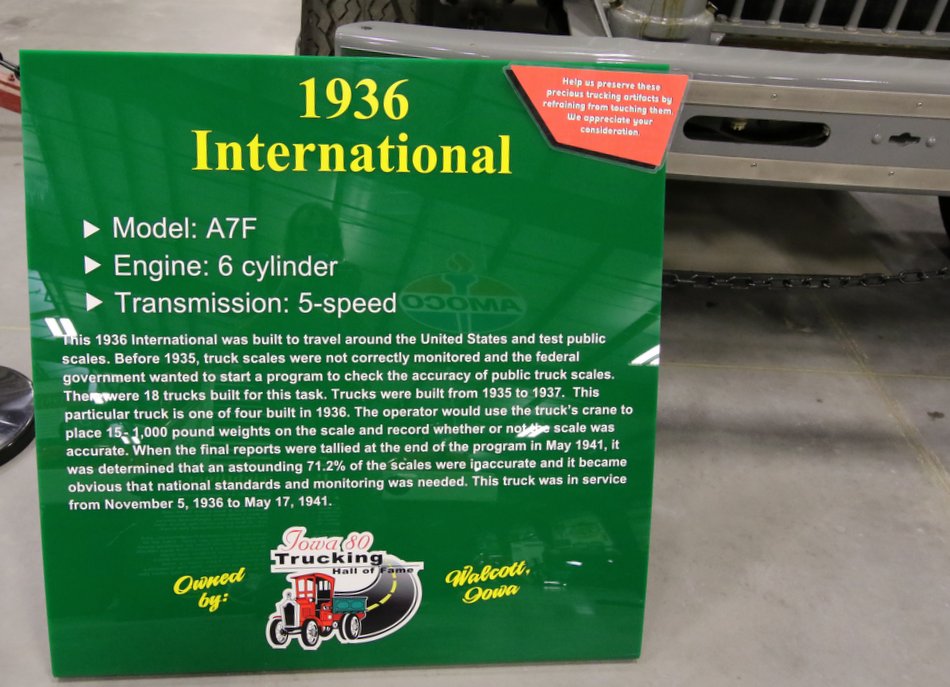 1936
International
Help us preserve these
precious trucking artifacts by
refraining from touching them.
We appreciate your
consideration.
▶ Model: A7F
▶ Engine: 6 cylinder
▶ Transmission: 5-speed
AMOCO
This 1936 International was built to travel around the United States and test public
scales. Before 1935, truck scales were not correctly monitored and the federal
government wanted to start a program to check the accuracy of public truck scales.
There were 18 trucks built for this task. Trucks were built from 1935 to 1937.  This
particular truck is one of four built in 1936. The operator would use the truck's crane to
place 15- 1,000 pound weights on the scale and record whether or not the scale was
accurate. When the final reports were tallied at the end of the program in May 1941, it
was determined that an astounding 71.2% of the scales were inaccurate and it became
obvious that national standards and monitoring was needed. This truck was in service
from November 5, 1936 to May 17, 1941.
Owned
by:
Iowa 80
Trucking
Hall of Fame
Walcott,
Iowa